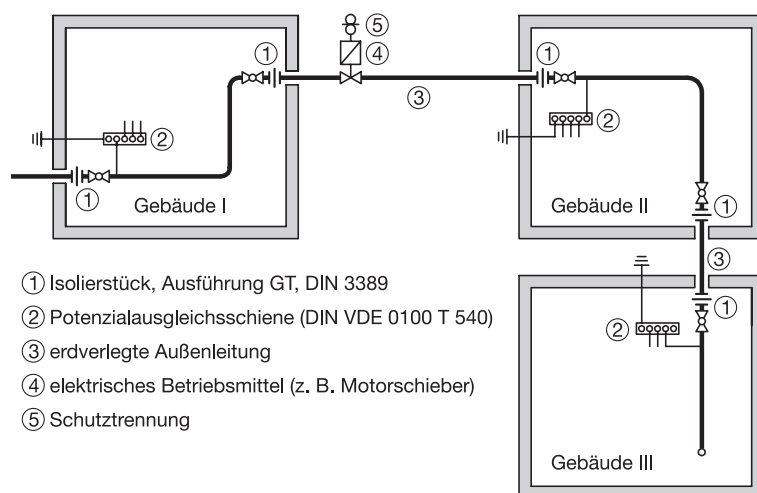 ⑤
① ④ ①
③
② ②
① ①
Gebäude I Gebäude II
③
① Isolierstück, Ausführung GT, DIN 3389
①
② Potenzialausgleichsschiene (DIN VDE 0100 T 540)
②
③ erdverlegte Außenleitung
④ elektrisches Betriebsmittel (z. B. Motorschieber)
⑤ Schutztrennung
Gebäude III